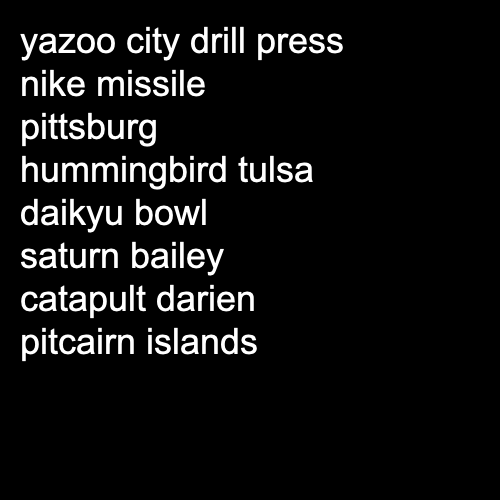 yazoo city drill press
nike missile
pittsburg
hummingbird tulsa
daikyu bowl
saturn bailey
catapult darien
pitcairn islands